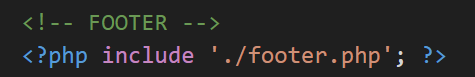 <!-- FOOTER -->
<?php include './footer.php'; ?>